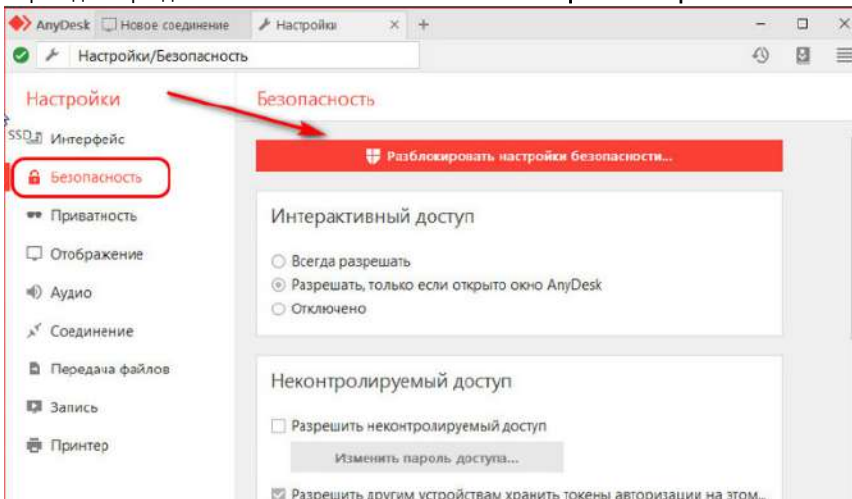 AnyDesk Новое соединение Настройки
Настройки/Безопасность
Настройки
Безопасность
SSD
Интерфейс
Разблокировать настройки безопасности...
Безопасность
Приватность
Интерактивный доступ
Отображение
Всегда разрешать
Разрешать, только если открыто окно AnyDesk
Аудио
Отключено
Соединение
Передача файлов
Неконтролируемый доступ
Запись
Разрешить неконтролируемый доступ
Принтер
Изменить пароль доступа...
Разрешить другим устройствам хранить токены авторизации на этом...